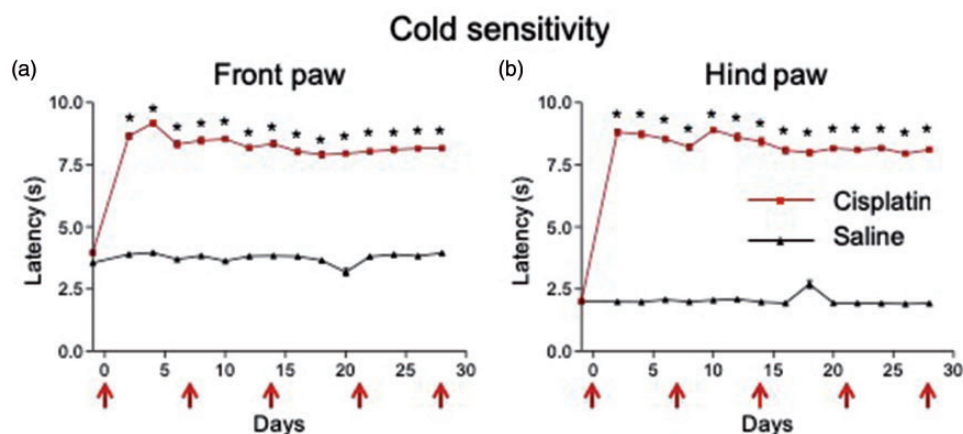 Cold sensitivity
(a)
Front paw
10.0
7.5
5.0
2.5
0.0
Latency (s)
* * * * * * * * * * * * * *
0 5 10 15 20 25 30
(b)
Hind paw
10.0
7.5
5.0
2.5
0.0
Latency (s)
* * * * * * * * * * * * * *
Cisplatin
Saline
0 5 10 15 20 25 30
Days
Days